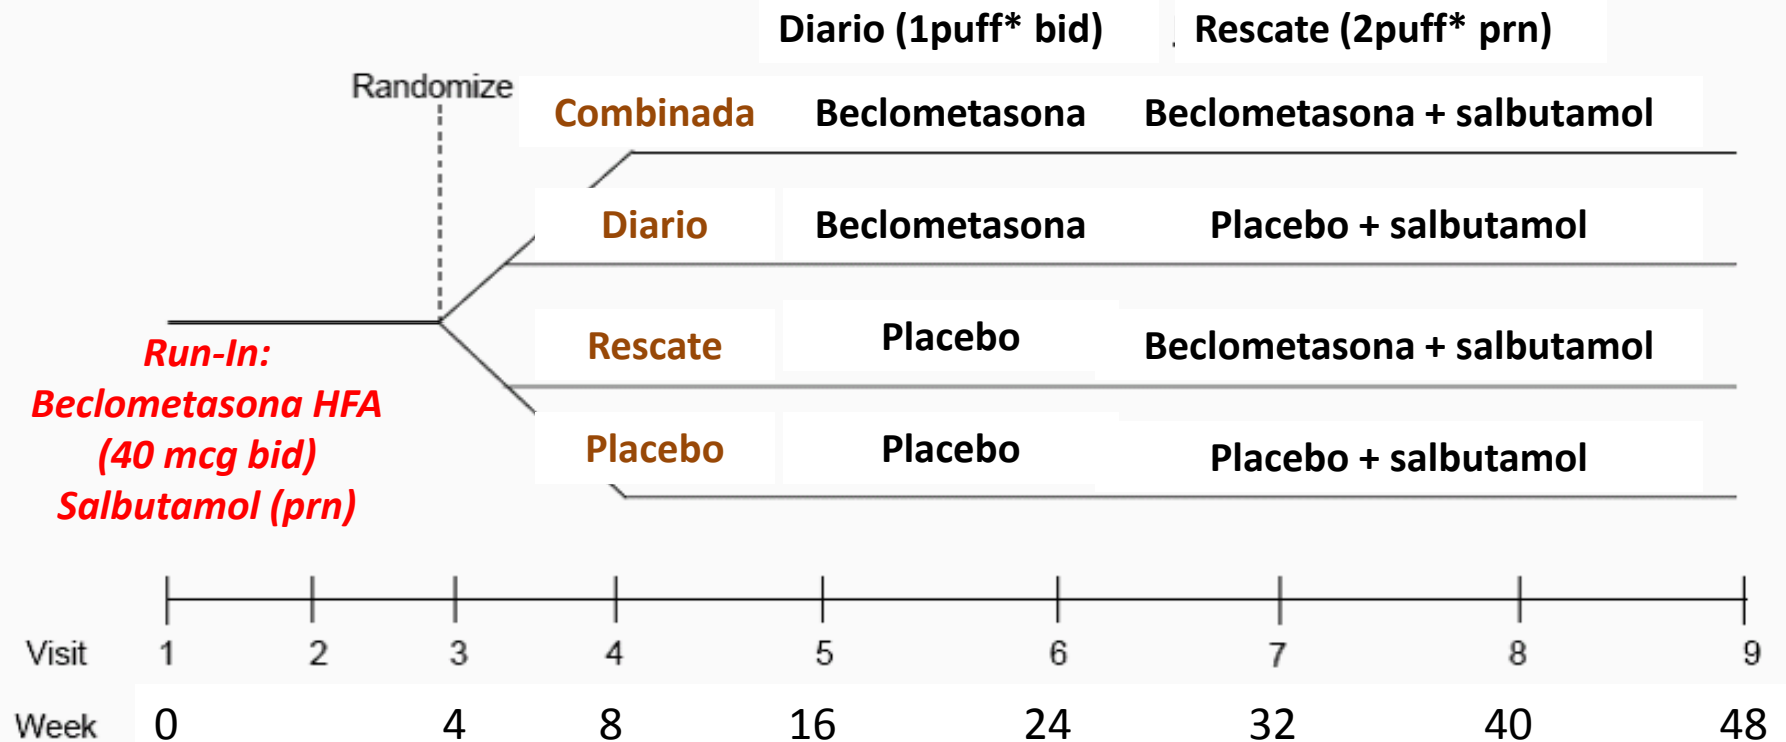 Diario (1puff* bid) Rescate (2puff* prn)
Randomize
Combinada Beclometasona Beclometasona + salbutamol
Diario Beclometasona Placebo + salbutamol
Rescate Placebo Beclometasona + salbutamol
Placebo Placebo Placebo + salbutamol
Run-In:
Beclometasona HFA
(40 mcg bid)
Salbutamol (prn)
Visit 1 2 3 4 5 6 7 8 9
Week 0 4 8 16 24 32 40 48